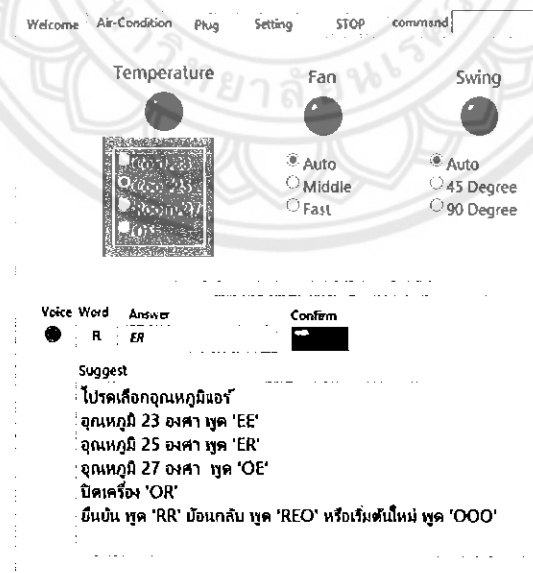 Welcome Air-Condition Plug Setting STOP command
Temperature Fan Swing
Auto Auto
Middle 45 Degree
Fast 90 Degree
Voice Word Answer Confirm
R ER
Suggest
โปรดเลือกอุณหภูมิแอร์
อุณหภูมิ 23 องศา พูด 'EE'
อุณหภูมิ 25 องศา พูด 'ER'
อุณหภูมิ 27 องศา พูด 'OE'
ปิดเครื่อง 'OR'
ยืนยัน พูด 'RR' ย้อนกลับ พูด 'REO' หรือเริ่มต้นใหม่ พูด 'OOO'